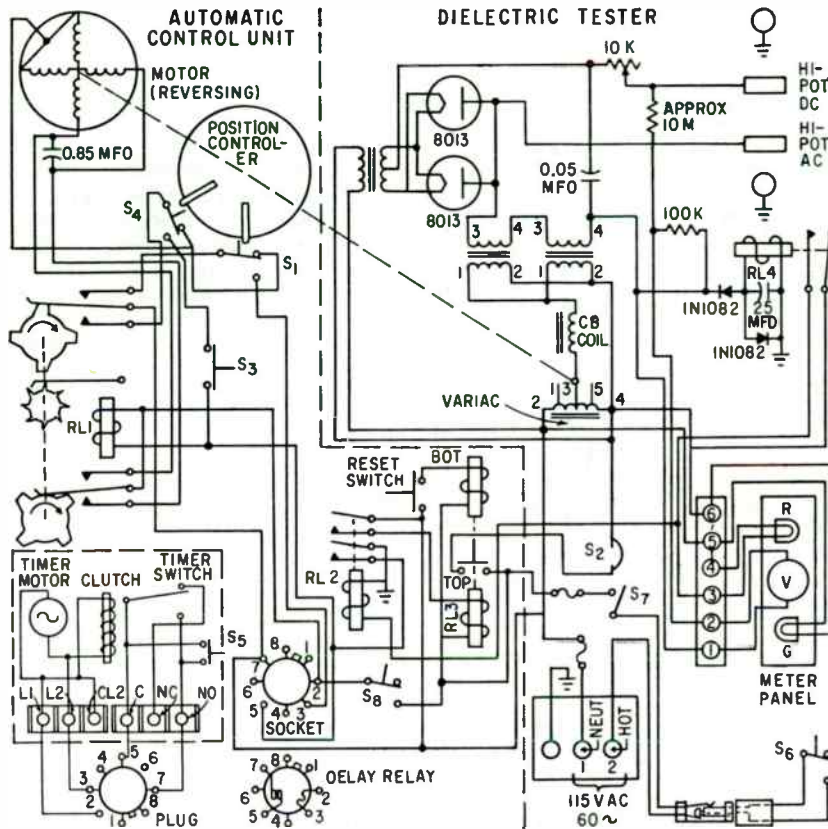 AUTOMATIC
CONTROL UNIT
DIELECTRIC TESTER
MOTOR
(REVERSING)
POSITION
CONTROL-
ER
0.85 MFO
S4
S1
S3
RL1
10 K
HI-
POT
DC
APPROX
10 M
HI-
POT
AC
8013
8013
0.05
MFO
3 4 3 4
1 2 1 2
100K
RL4
25
MFD
1N1082
1N1082
CB
COIL
VARIAC
2 1 3 5 4
RESET
SWITCH
BOT
TOP
RL2
RL3
S2
S7
6
5
4
3
2
1
R
V
G
METER
PANEL
TIMER
MOTOR
CLUTCH
TIMER
SWITCH
S5
L1 L2 CL2 C NC NO
5
4 6
3 7
2 8
1
PLUG
8
7 1
6 2
5 3
4
SOCKET
S8
OELAY RELAY
8
7 1
6 2
5 3
4
NEUT
HOT
1 2
115 VAC
60 ~
S6